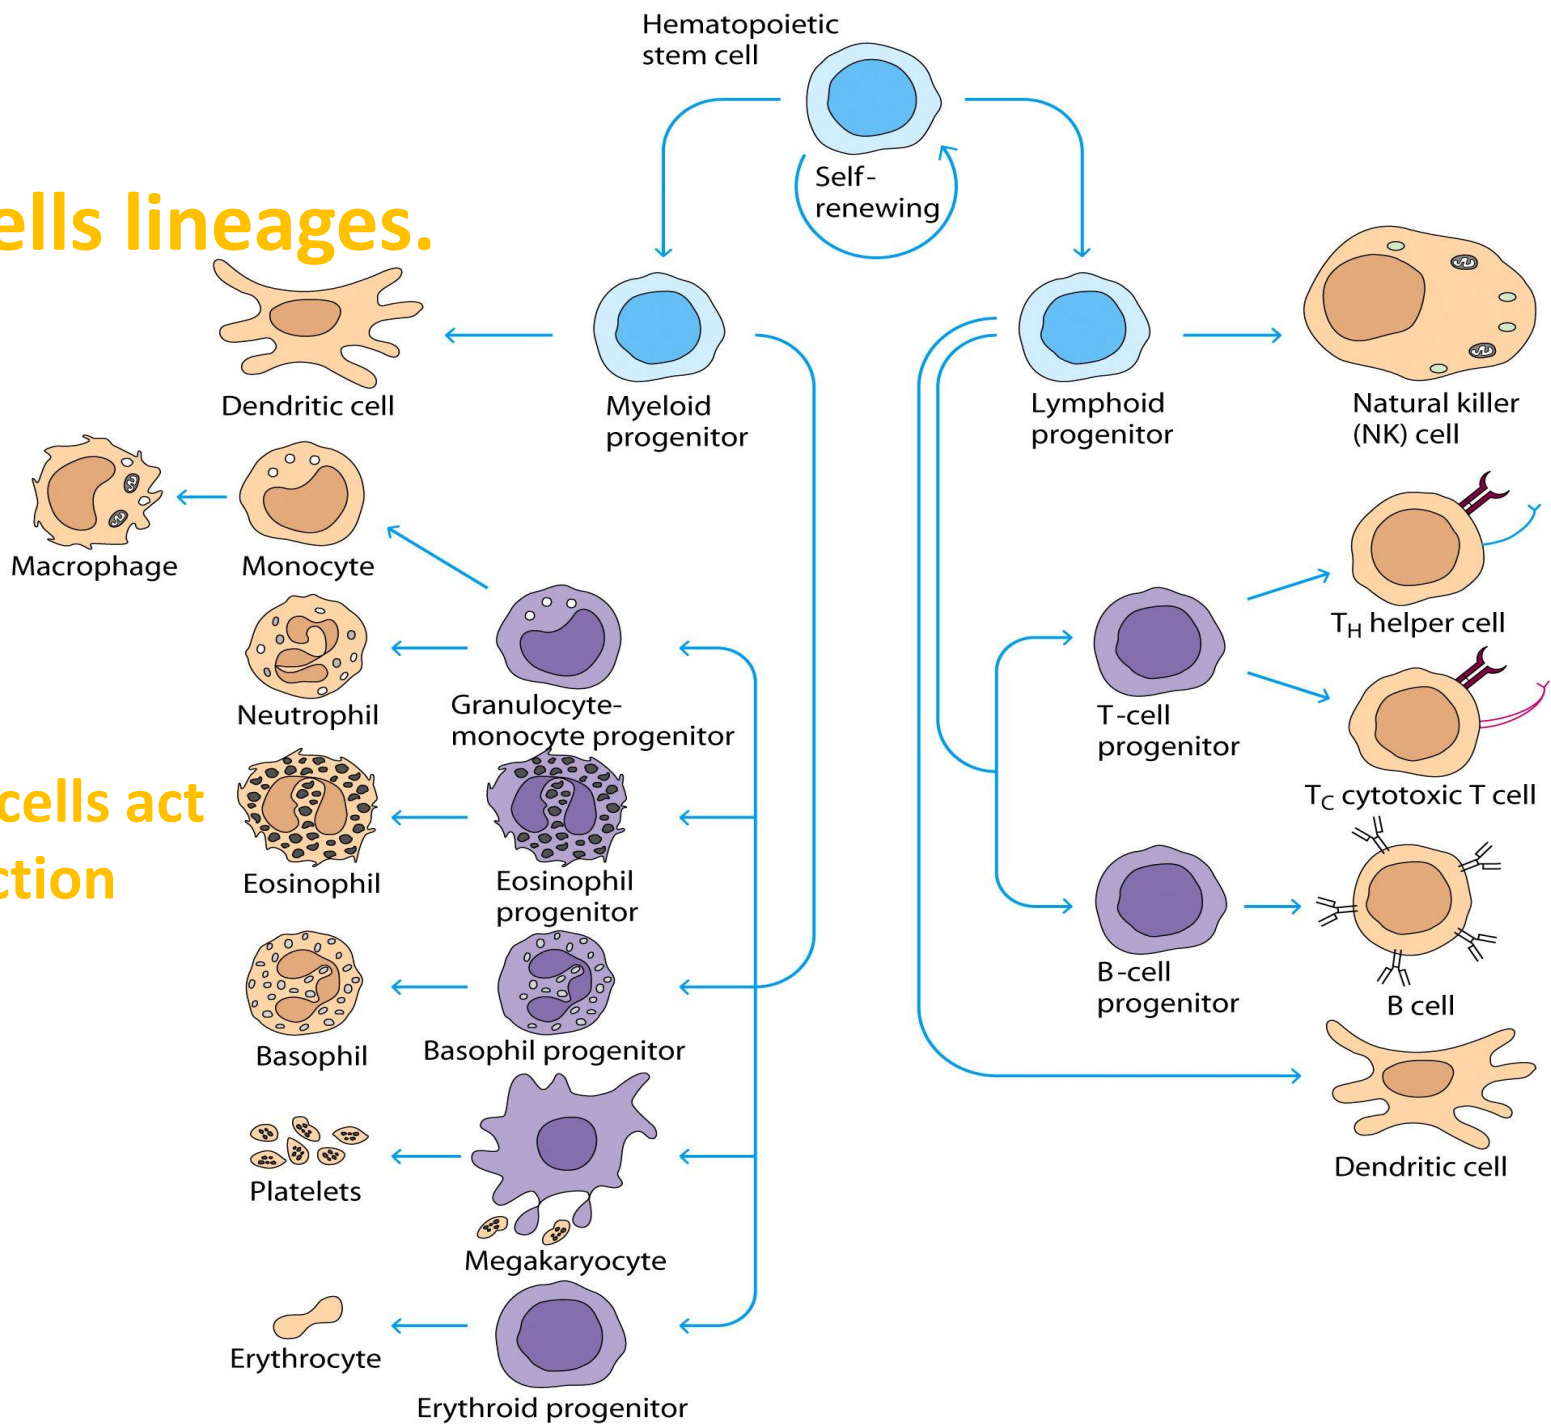 Hematopoietic
stem cell
Self-
renewing
ells lineages.
Dendritic cell
Myeloid
progenitor
Lymphoid
progenitor
Natural killer
(NK) cell
Macrophage
Monocyte
TH helper cell
Neutrophil
Granulocyte-
monocyte progenitor
T-cell
progenitor
TC cytotoxic T cell
cells act
ction
Eosinophil
Eosinophil
progenitor
B-cell
progenitor
B cell
Basophil
Basophil progenitor
Dendritic cell
Platelets
Megakaryocyte
Erythrocyte
Erythroid progenitor